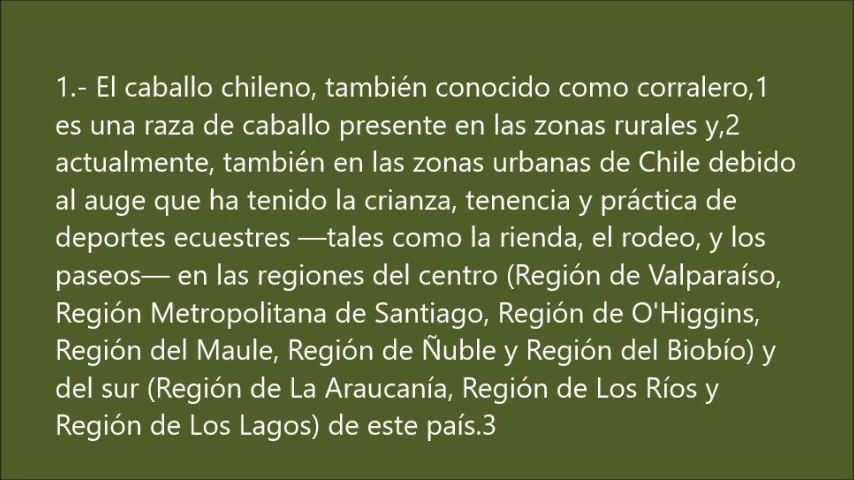 1.- El caballo chileno, también conocido como corralero,1
es una raza de caballo presente en las zonas rurales y,2
actualmente, también en las zonas urbanas de Chile debido
al auge que ha tenido la crianza, tenencia y práctica de
deportes ecuestres —tales como la rienda, el rodeo, y los
paseos— en las regiones del centro (Región de Valparaíso,
Región Metropolitana de Santiago, Región de O'Higgins,
Región del Maule, Región de Ñuble y Región del Biobío) y
del sur (Región de La Araucanía, Región de Los Ríos y
Región de Los Lagos) de este país.3